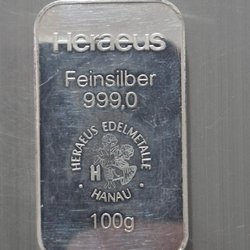 Heraeus
Feinsilber
999,0
HERAEUS EDELMETALLE
H
· HANAU ·
100g